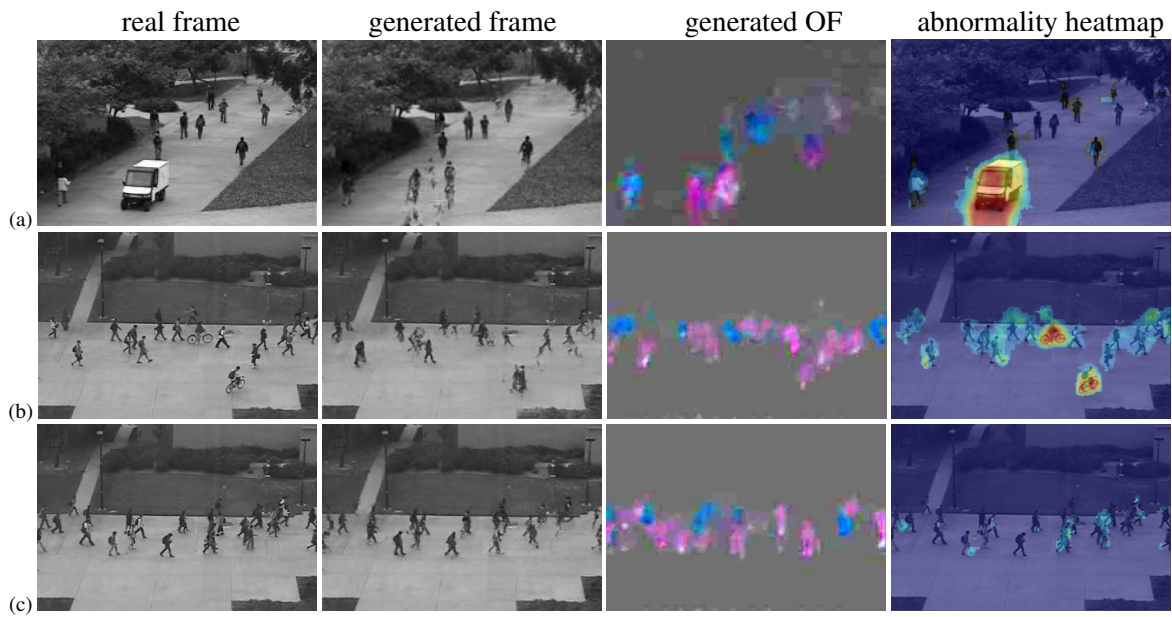 real frame generated frame generated OF abnormality heatmap
(a)
(b)
(c)